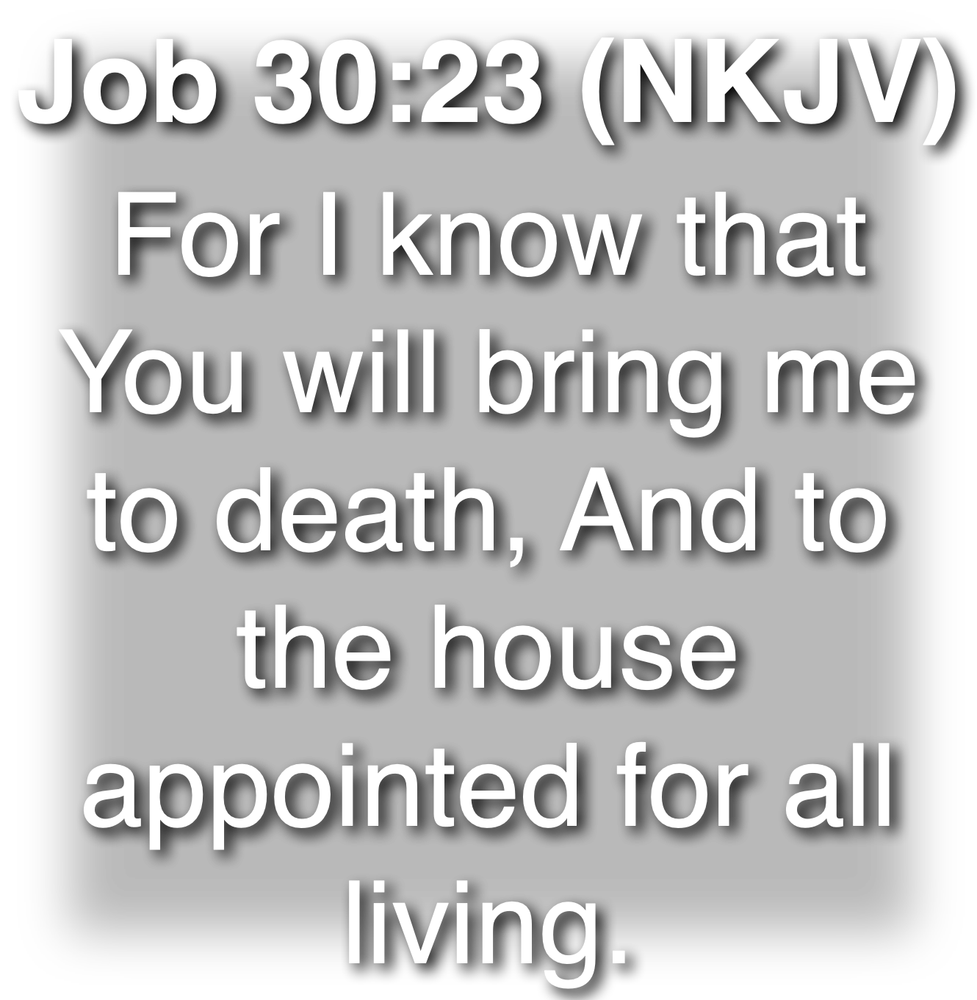 Job 30:23 (NKJV)
For I know that
You will bring me
to death, And to
the house
appointed for all
living.